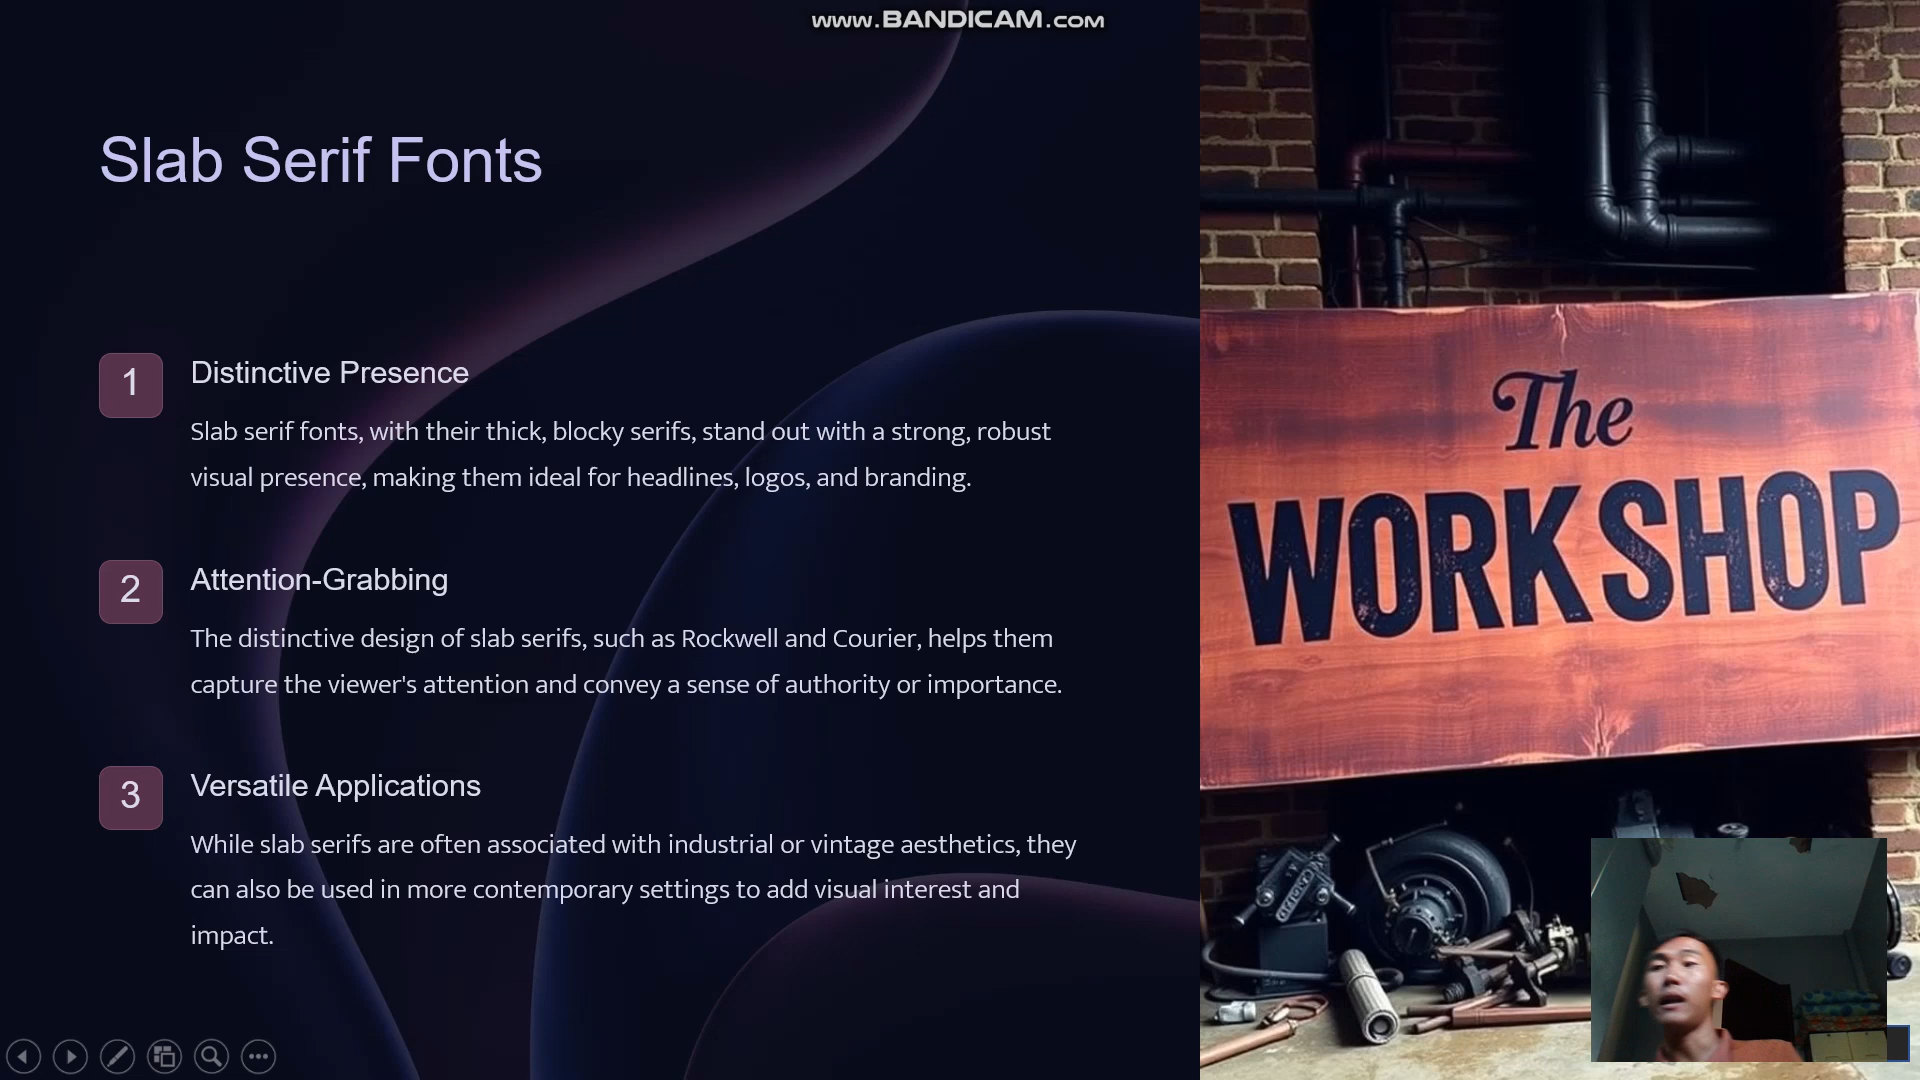 www.BANDICAM.com
Slab Serif Fonts
1
Distinctive Presence
Slab serif fonts, with their thick, blocky serifs, stand out with a strong, robust
visual presence, making them ideal for headlines, logos, and branding.
2
Attention-Grabbing
The distinctive design of slab serifs, such as Rockwell and Courier, helps them
capture the viewer's attention and convey a sense of authority or importance.
3
Versatile Applications
While slab serifs are often associated with industrial or vintage aesthetics, they
can also be used in more contemporary settings to add visual interest and
impact.
The
WORKSHOP